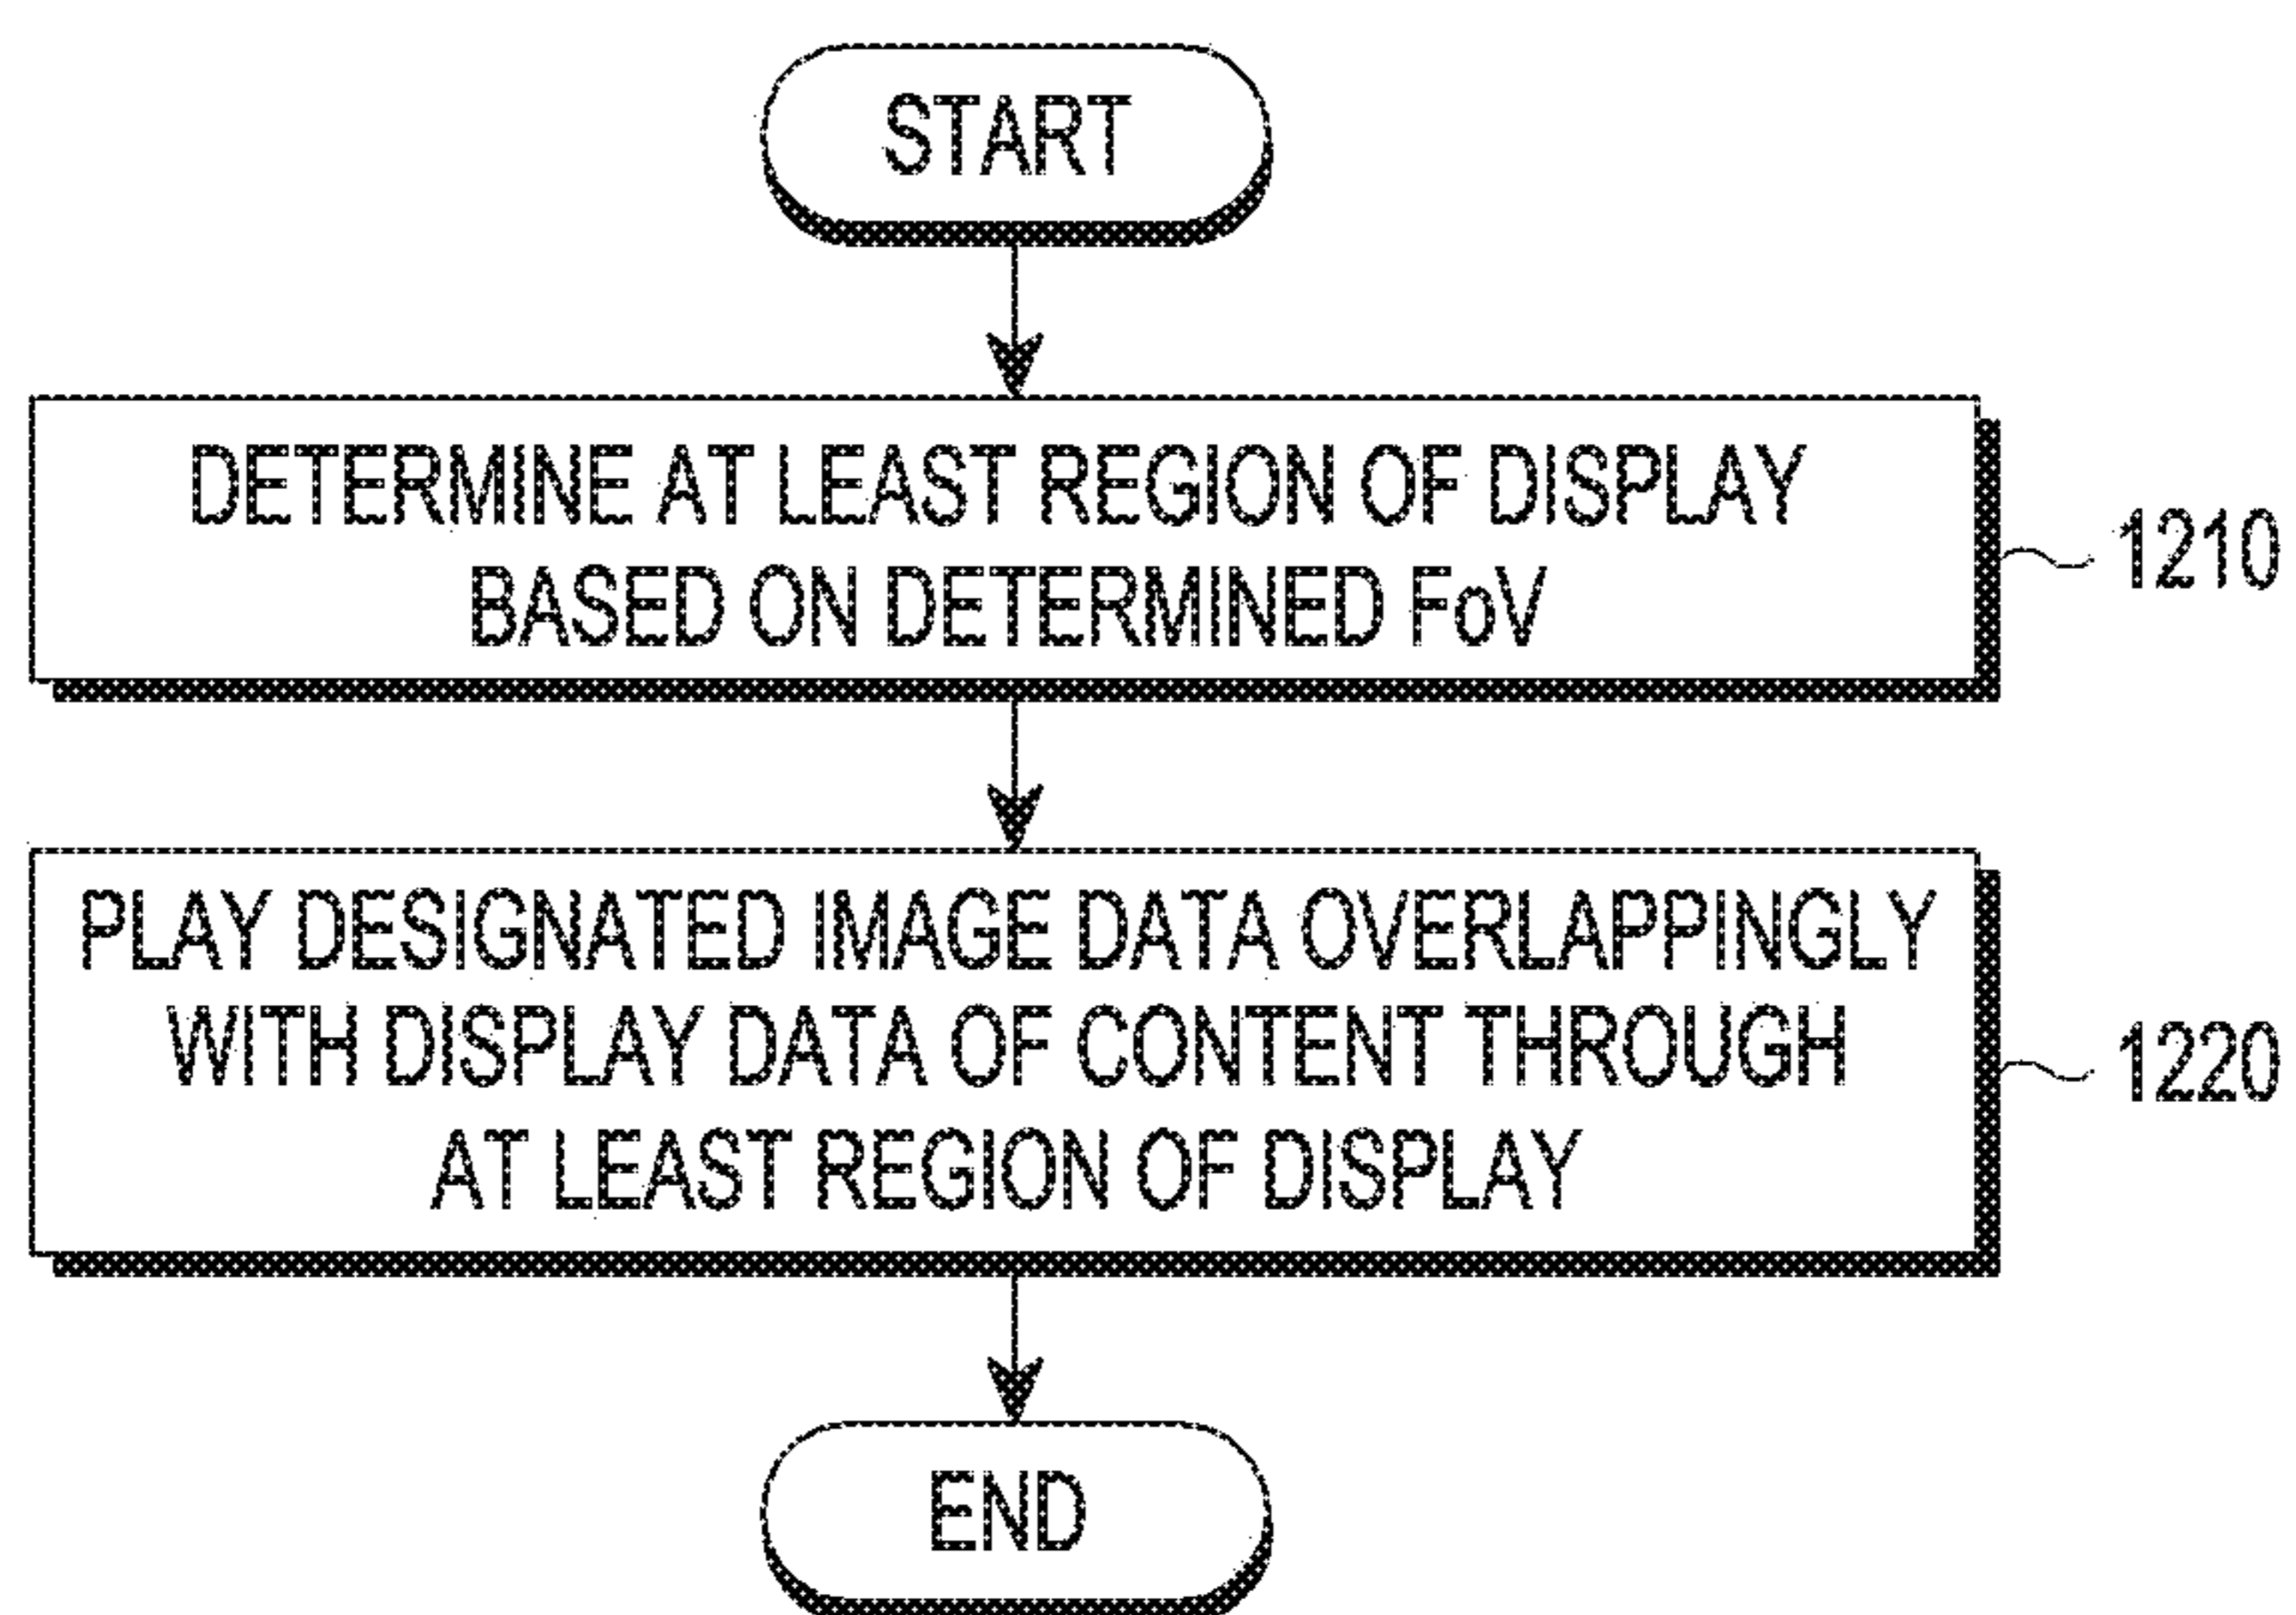 START
DETERMINE AT LEAST REGION OF DISPLAY
BASED ON DETERMINED FoV
1210
PLAY DESIGNATED IMAGE DATA OVERLAPPINGLY
WITH DISPLAY DATA OF CONTENT THROUGH
AT LEAST REGION OF DISPLAY
1220
END